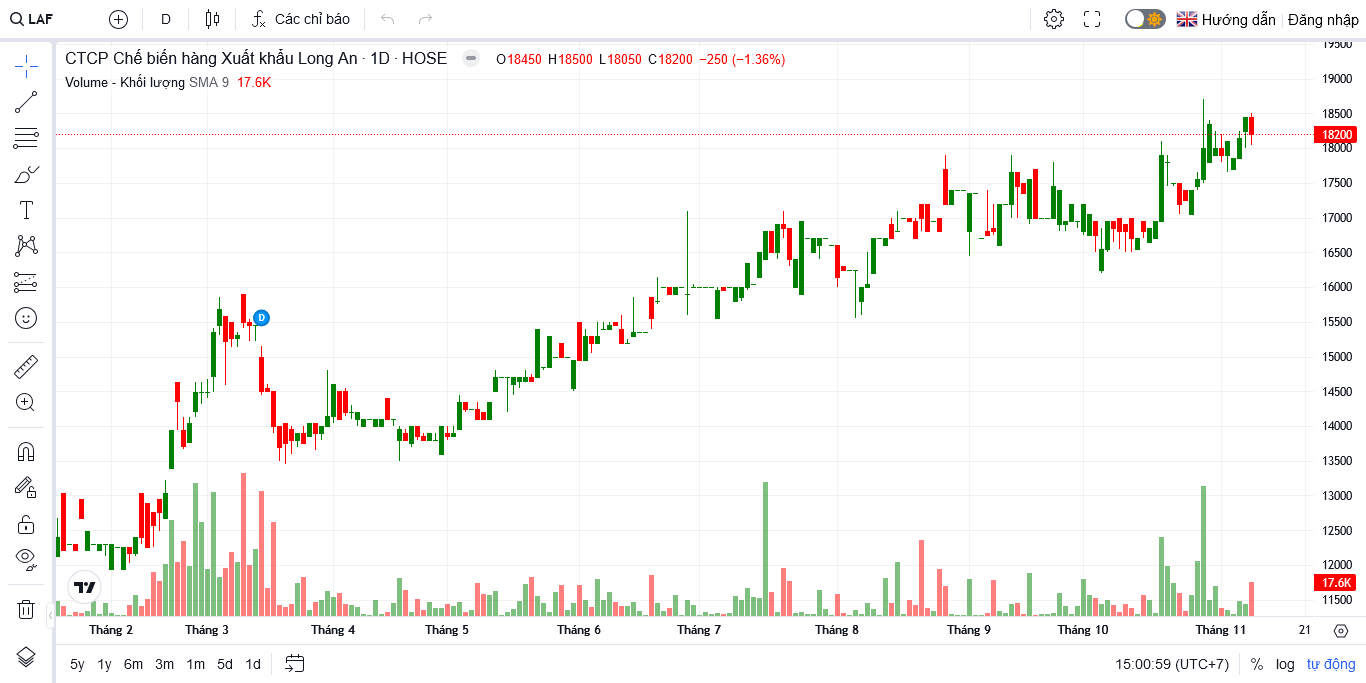 LAF
D
Các chỉ báo
Hướng dẫn
Đăng nhập
CTCP Chế biến hàng Xuất khẩu Long An · 1D · HOSE
O18450 H18500 L18050 C18200 −250 (−1.36%)
Volume - Khối lượng SMA 9 17.6K
D
19500
19000
18500
18200
18000
17500
17000
16500
16000
15500
15000
14500
14000
13500
13000
12500
12000
17.6K
11500
Tháng 2 Tháng 3 Tháng 4 Tháng 5 Tháng 6 Tháng 7 Tháng 8 Tháng 9 Tháng 10 Tháng 11 21
5y 1y 6m 3m 1m 5d 1d
15:00:59 (UTC+7) % log tự động